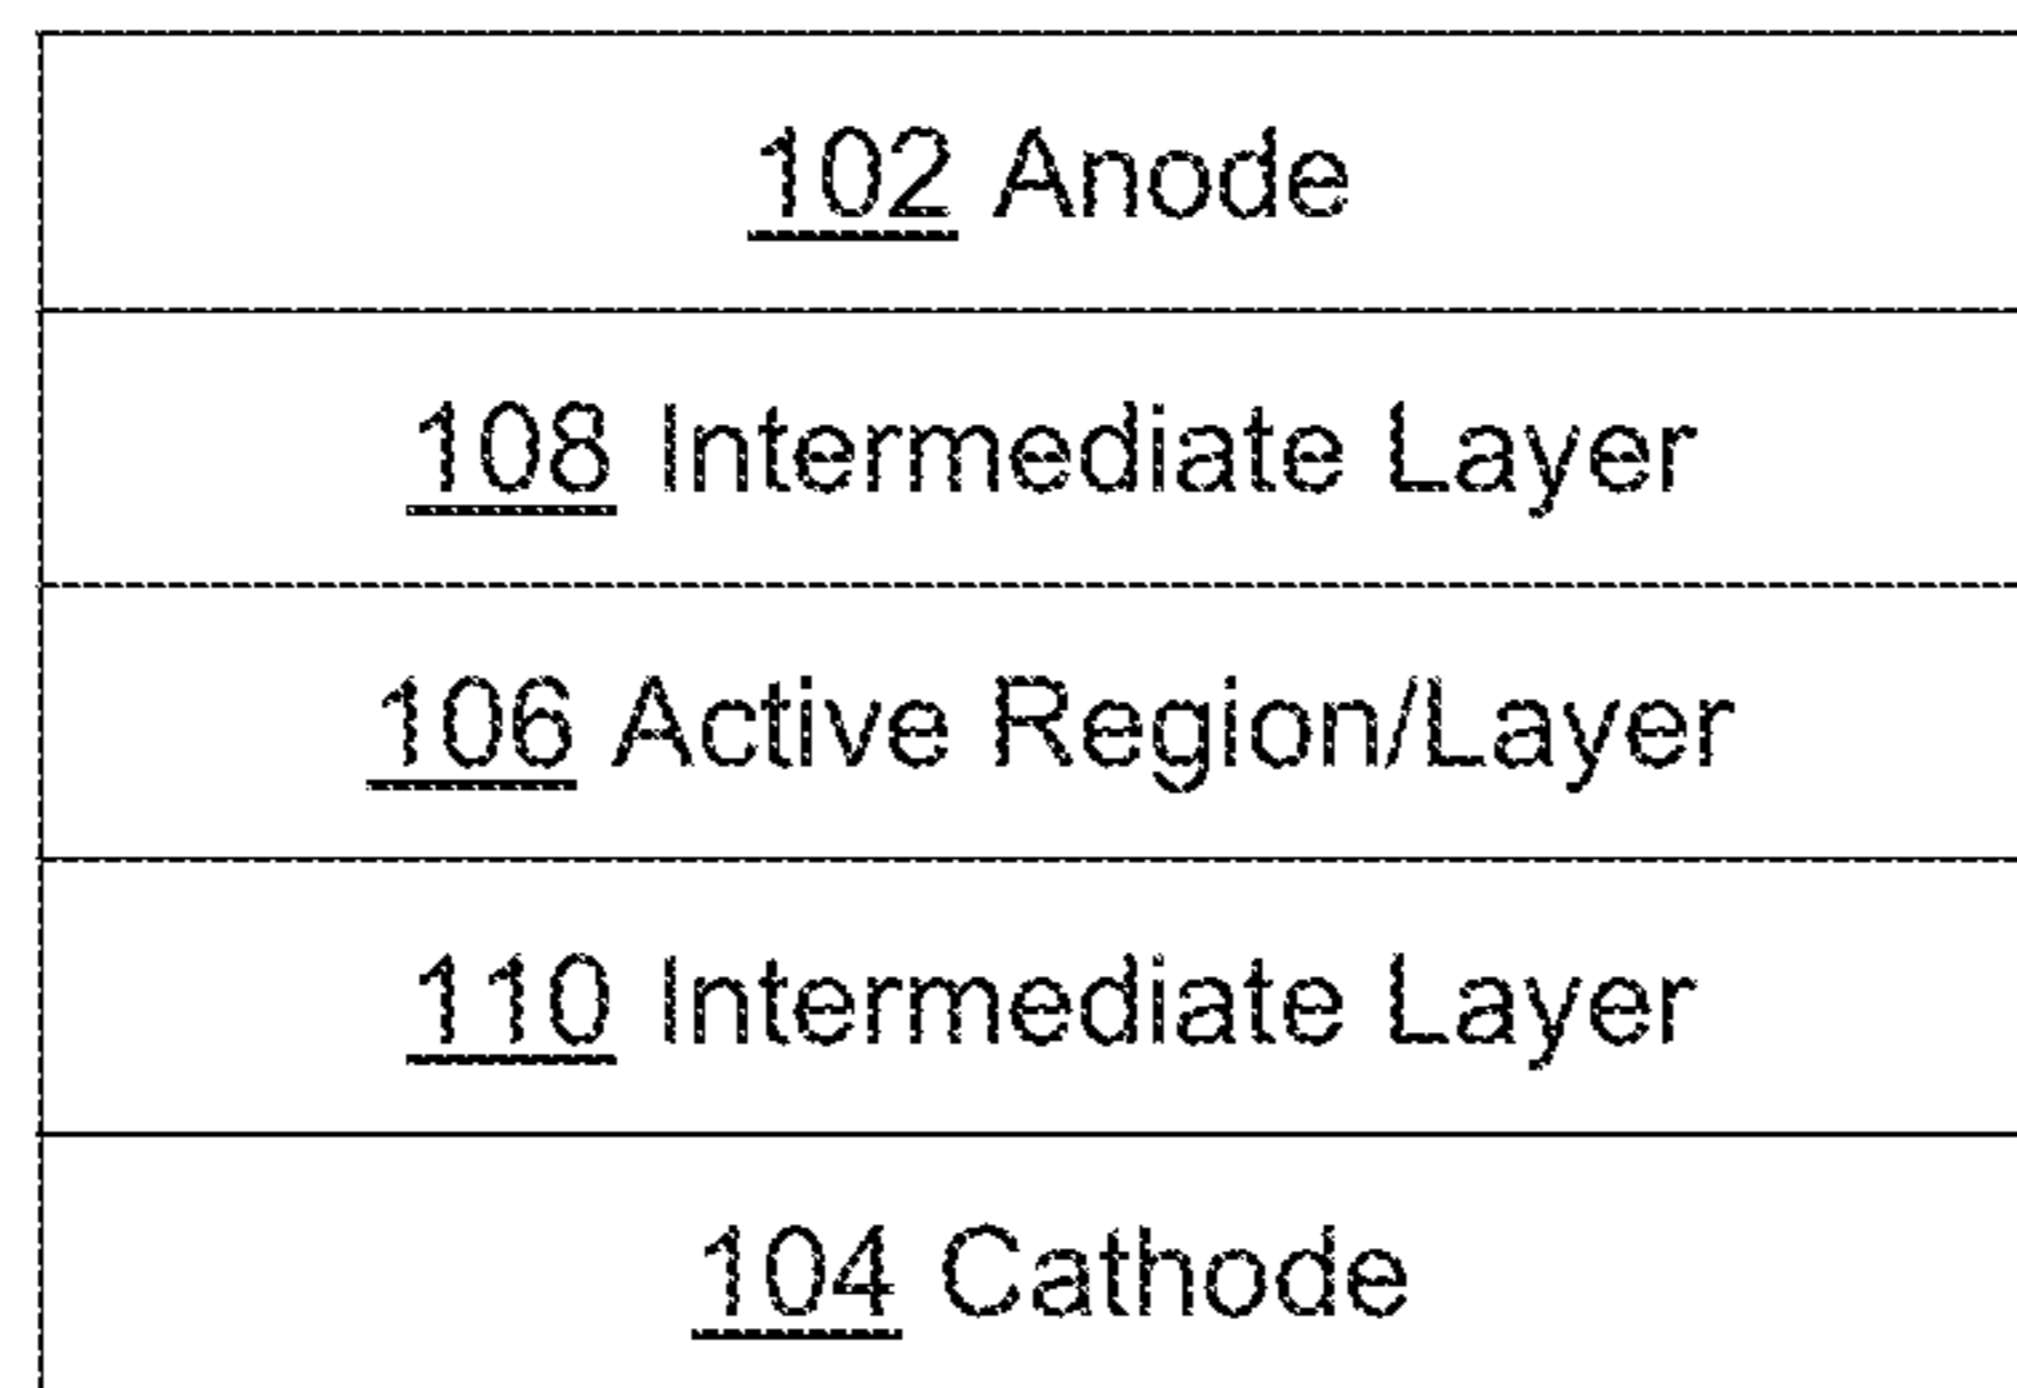 102 Anode
108 Intermediate Layer
106 Active Region/Layer
110 Intermediate Layer
104 Cathode